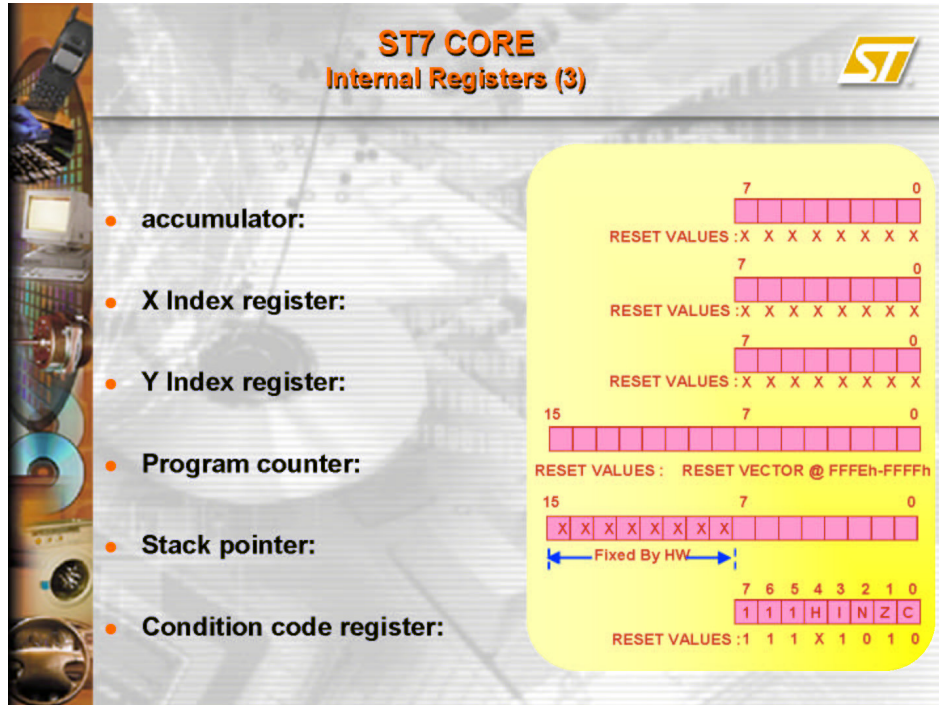 ST7 CORE
Internal Registers (3)
ST
accumulator:
7 0
RESET VALUES :X X X X X X X X
X Index register:
7 0
RESET VALUES :X X X X X X X X
Y Index register:
7 0
RESET VALUES :X X X X X X X X
Program counter:
15 7 0
RESET VALUES : RESET VECTOR @ FFFEh-FFFFh
Stack pointer:
15 7 0
X X X X X X X X
Fixed By HW
Condition code register:
7 6 5 4 3 2 1 0
1 1 1 H I N Z C
RESET VALUES :1 1 1 X 1 0 1 0